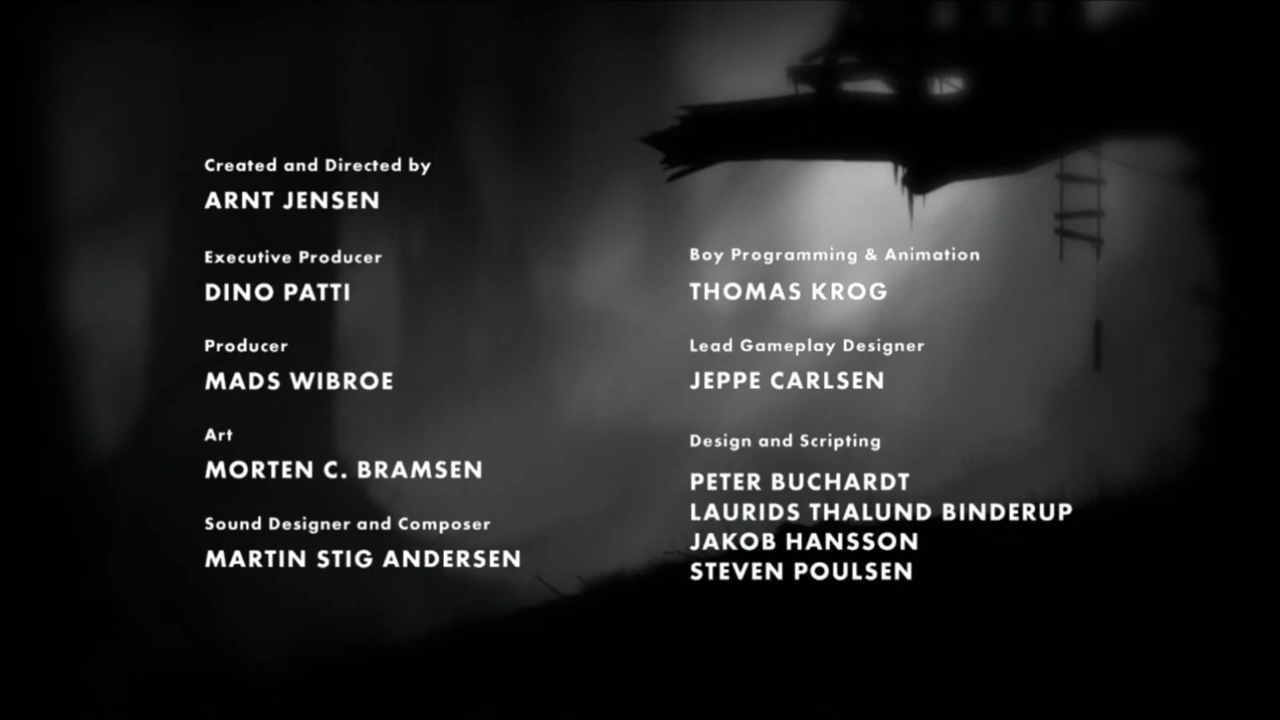 Created and Directed by
ARNT JENSEN
Executive Producer
DINO PATTI
Producer
MADS WIBROE
Art
MORTEN C. BRAMSEN
Sound Designer and Composer
MARTIN STIG ANDERSEN
Boy Programming & Animation
THOMAS KROG
Lead Gameplay Designer
JEPPE CARLSEN
Design and Scripting
PETER BUCHARDT
LAURIDS THALUND BINDERUP
JAKOB HANSSON
STEVEN POULSEN